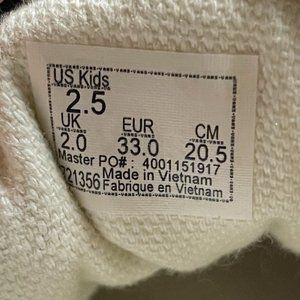 US Kids
2.5
UK EUR CM
2.0 33.0 20.5
Master PO#: 4001151917
Made in Vietnam
721356 Fabrique en Vietnam